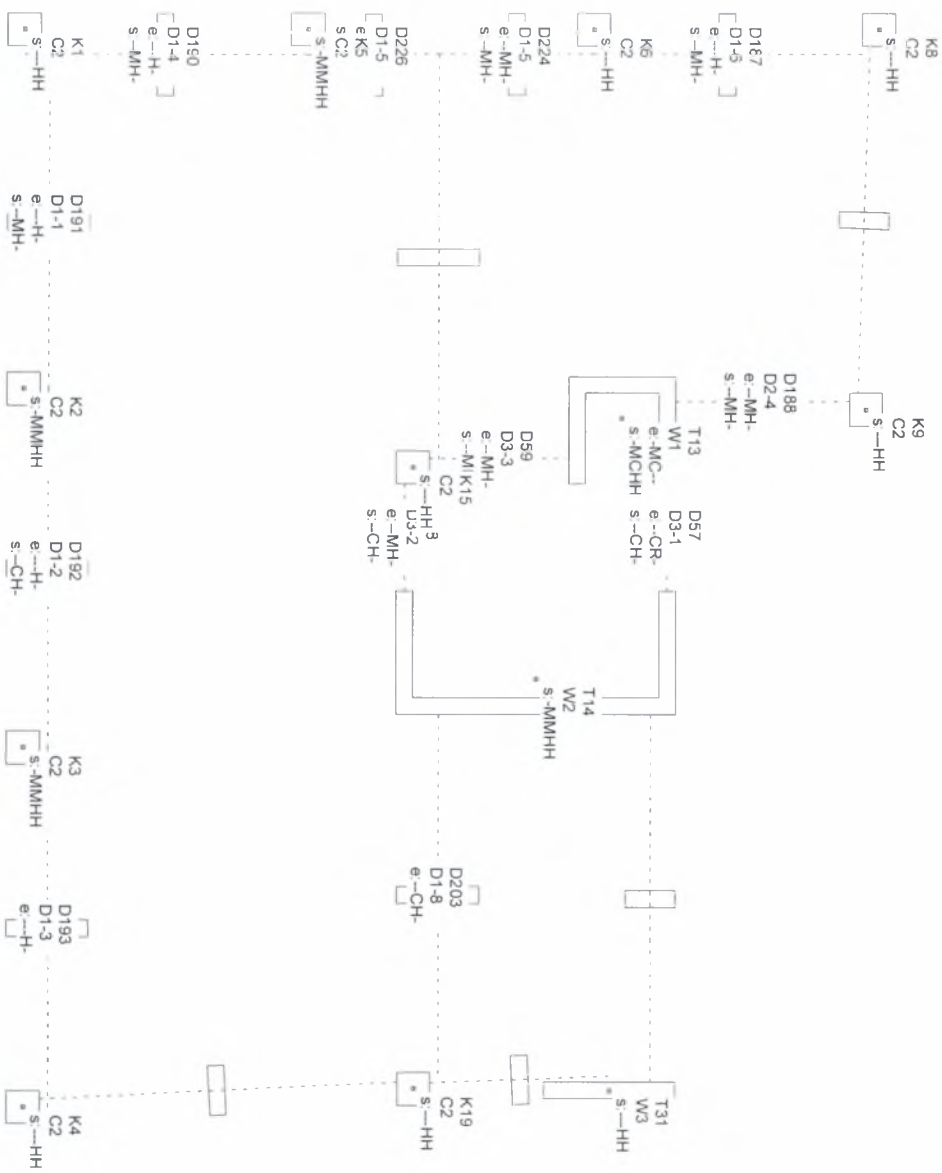 K8
C2
s:---HH
D187
D1-6
e:---H-
s:--MH-
K6
C2
s:---HH
D224
D1-5
e:--MH-
s:--MH-
D226
D1-5
K5
C2
s:-MMHH
D190
D1-4
e:---H-
s:--MH-
K1
C2
s:---HH
D191
D1-1
e:---H-
s:--MH-
K9
C2
s:---HH
D188
D2-4
e:--MH-
s:--MH-
T13
W1
e:-MC--
s:-MCHH
D59
D3-3
e:--MH-
K15
C2
s:---HH
D3-2
e:--MH-
s:--CH-
D57
D3-1
e:--CR-
s:--CH-
K2
C2
s:-MMHH
D192
D1-2
e:---H-
s:--CH-
T14
W2
s:-MMHH
K3
C2
s:-MMHH
D203
D1-8
e:--CH-
D193
D1-3
e:---H-
T31
W3
s:---HH
K19
C2
s:---HH
K4
C2
s:---HH